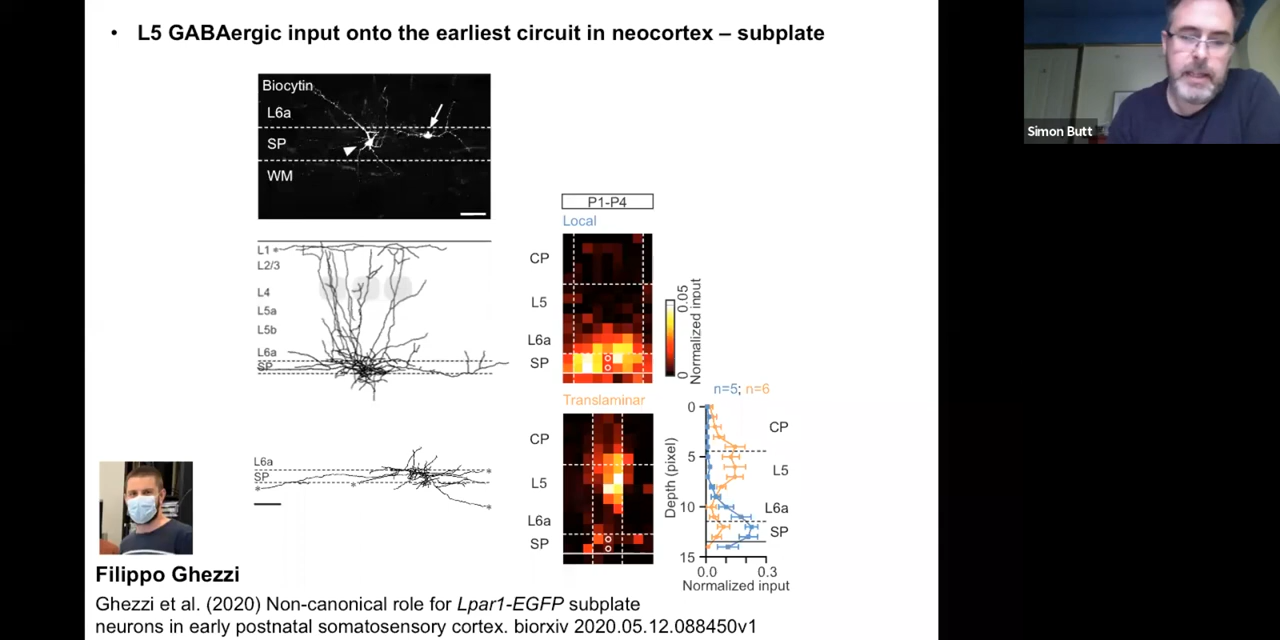 • L5 GABAergic input onto the earliest circuit in neocortex – subplate
Simon Butt
Biocytin
L6a
SP
WM
L1 *
L2/3
L4
L5a
L5b
L6a
SP
L6a
SP
P1-P4
Local
CP
L5
L6a
SP
0 0.05
Normalized input
Translaminar
CP
L5
L6a
SP
n=5; n=6
0
5
10
15
Depth (pixel)
CP
L5
L6a
SP
0.0 0.3
Normalized input
Filippo Ghezzi
Ghezzi et al. (2020) Non-canonical role for Lpar1-EGFP subplate
neurons in early postnatal somatosensory cortex. biorxiv 2020.05.12.088450v1